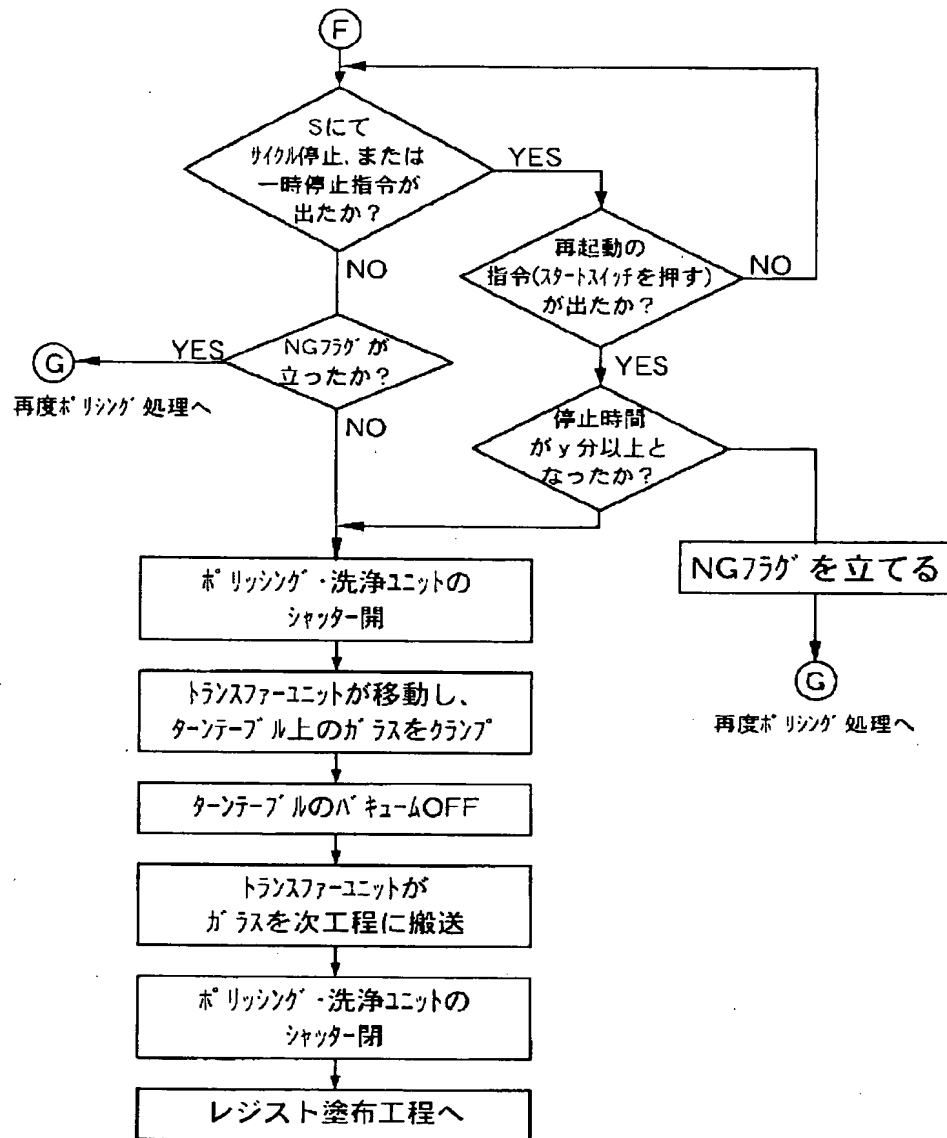 F
Sにて
ｻｲｸﾙ停止、または
一時停止指令が
出たか？
YES
NO
再起動の
指令(ｽﾀｰﾄｽｲｯﾁを押す)
が出たか？
NO
YES
NGﾌﾗｸﾞが
立ったか？
YES
G
再度ﾎﾟﾘｼﾝｸﾞ処理へ
NO
停止時間
がｙ分以上と
なったか？
NGﾌﾗｸﾞを立てる
G
再度ﾎﾟﾘｼﾝｸﾞ処理へ
ﾎﾟﾘｯｼﾝｸﾞ・洗浄ﾕﾆｯﾄの
ｼｬｯﾀｰ開
ﾄﾗﾝｽﾌｧｰﾕﾆｯﾄが移動し、
ﾀｰﾝﾃｰﾌﾞﾙ上のｶﾞﾗｽをｸﾗﾝﾌﾟ
ﾀｰﾝﾃｰﾌﾞﾙのﾊﾞｷｭｰﾑOFF
ﾄﾗﾝｽﾌｧｰﾕﾆｯﾄが
ｶﾞﾗｽを次工程に搬送
ﾎﾟﾘｯｼﾝｸﾞ・洗浄ﾕﾆｯﾄの
ｼｬｯﾀｰ閉
レジスト塗布工程へ